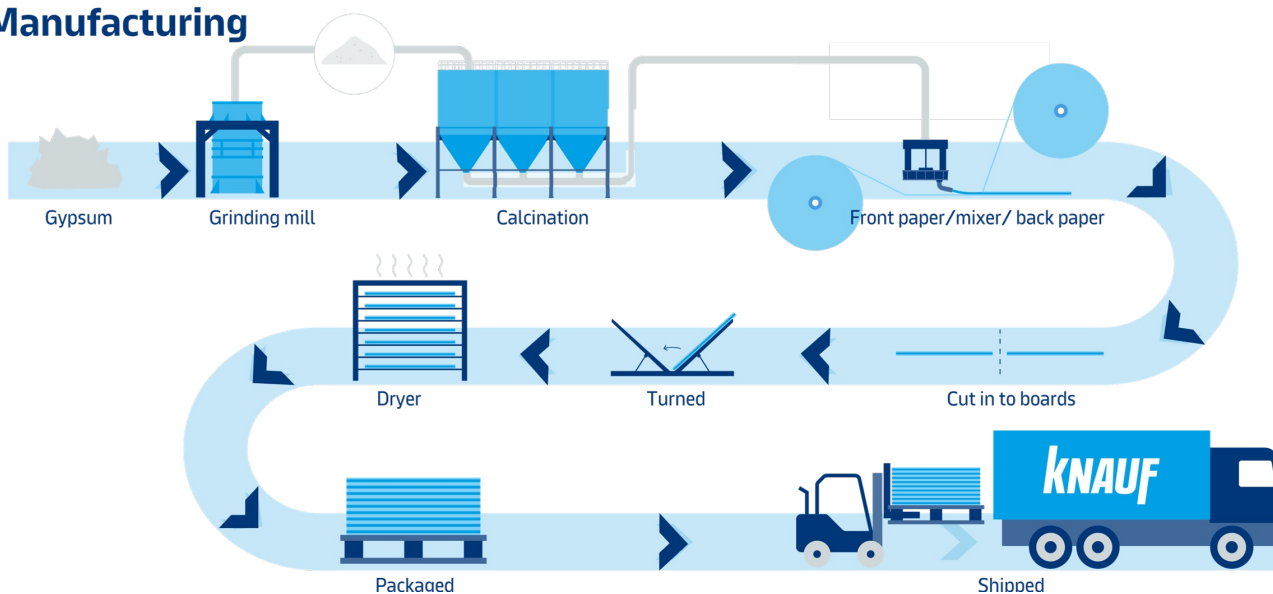 Manufacturing
Gypsum
Grinding mill
Calcination
Front paper/mixer/ back paper
Dryer
Turned
Cut in to boards
KNAUF
Packaged
Shipped